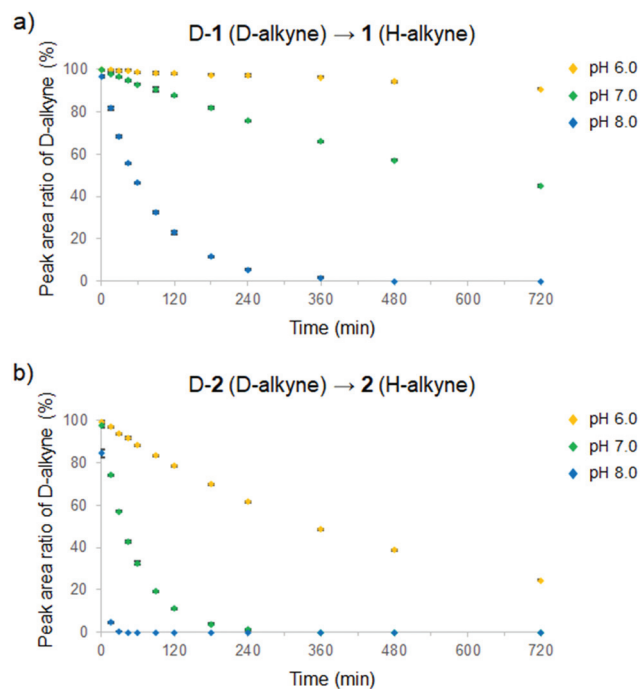 a)
D-1 (D-alkyne) → 1 (H-alkyne)
Peak area ratio of D-alkyne (%)
100
80
60
40
20
0
0 120 240 360 480 600 720
Time (min)
pH 6.0
pH 7.0
pH 8.0
b)
D-2 (D-alkyne) → 2 (H-alkyne)
Peak area ratio of D-alkyne (%)
100
80
60
40
20
0
0 120 240 360 480 600 720
Time (min)
pH 6.0
pH 7.0
pH 8.0